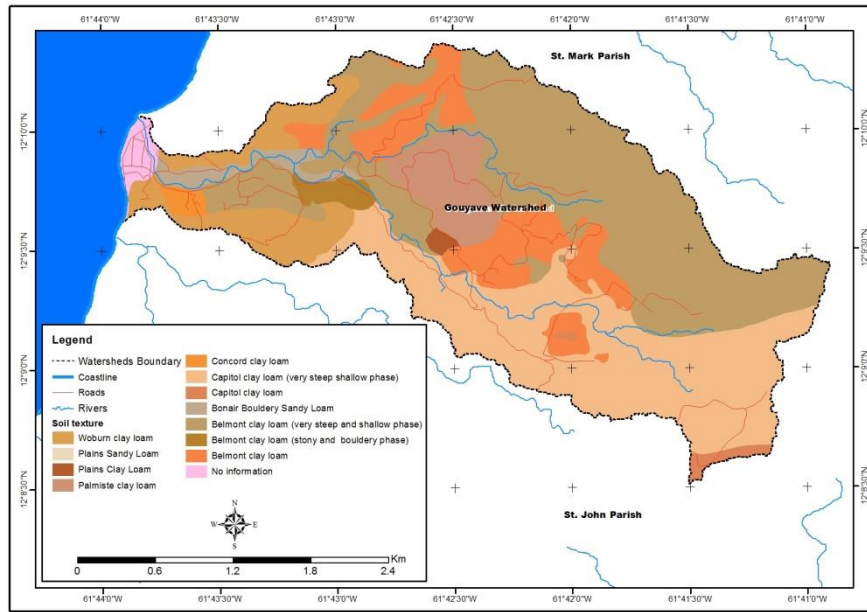 61°44'0"W 61°43'30"W 61°43'0"W 61°42'30"W 61°42'0"W 61°41'30"W 61°41'0"W
St. Mark Parish
12°10'0"N 12°10'0"N
Gouyave Watershed
12°9'30"N 12°9'30"N
12°9'0"N 12°9'0"N
12°8'30"N 12°8'30"N
St. John Parish
Legend
Watersheds Boundary
Coastline
Roads
Rivers
Soil texture
Woburn clay loam
Plains Sandy Loam
Plains Clay Loam
Palmiste clay loam
Concord clay loam
Capitol clay loam (very steep shallow phase)
Capitol clay loam
Bonair Bouldery Sandy Loam
Belmont clay loam (very steep and shallow phase)
Belmont clay loam (stony and bouldery phase)
Belmont clay loam
No information
N
W E
S
Km
0 0.6 1.2 1.8 2.4
61°44'0"W 61°43'30"W 61°43'0"W 61°42'30"W 61°42'0"W 61°41'30"W 61°41'0"W